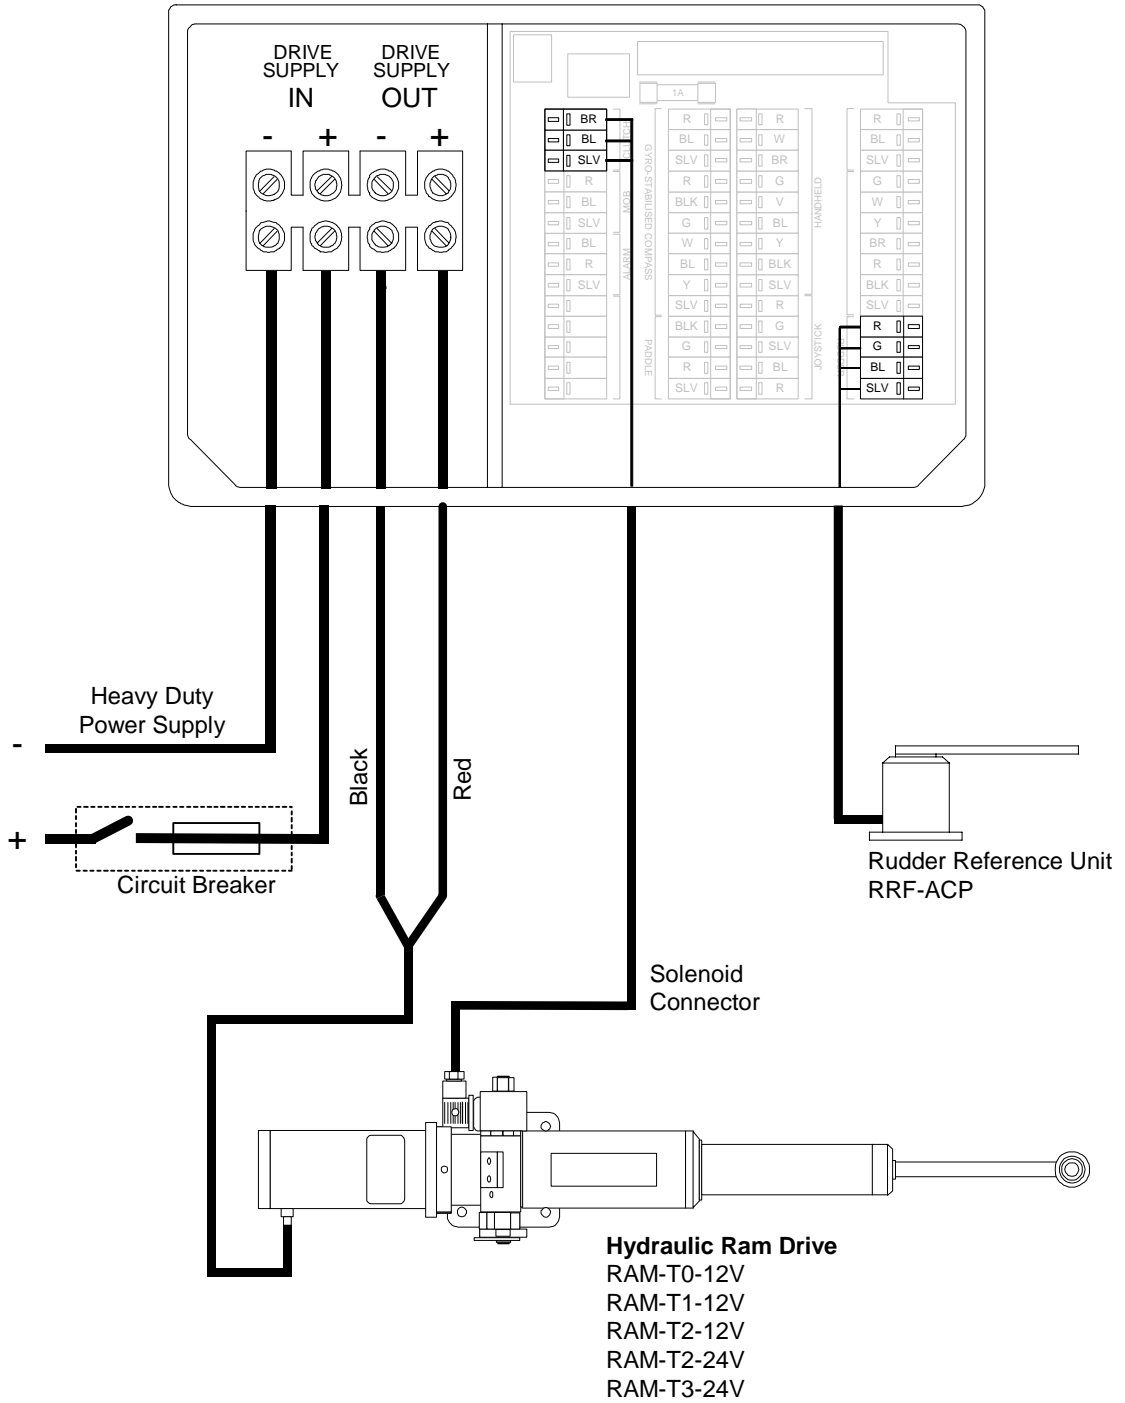 DRIVE
SUPPLY
IN
DRIVE
SUPPLY
OUT
- + - +
1A
BR
BL
SLV
R
BL
SLV
BL
R
SLV
CLUTCH
MOB
ALARM
GYRO-STABILISED COMPASS
PADDLE
R
BL
SLV
R
BLK
G
W
BL
Y
SLV
BLK
G
R
SLV
R
W
BR
G
V
BL
Y
BLK
SLV
R
G
SLV
BL
R
HANDHELD
JOYSTICK
R
BL
SLV
G
W
Y
BR
R
BLK
SLV
R
G
BL
SLV
Heavy Duty
Power Supply
-
+
Circuit Breaker
Black
Red
Rudder Reference Unit
RRF-ACP
Solenoid
Connector
Hydraulic Ram Drive
RAM-T0-12V
RAM-T1-12V
RAM-T2-12V
RAM-T2-24V
RAM-T3-24V